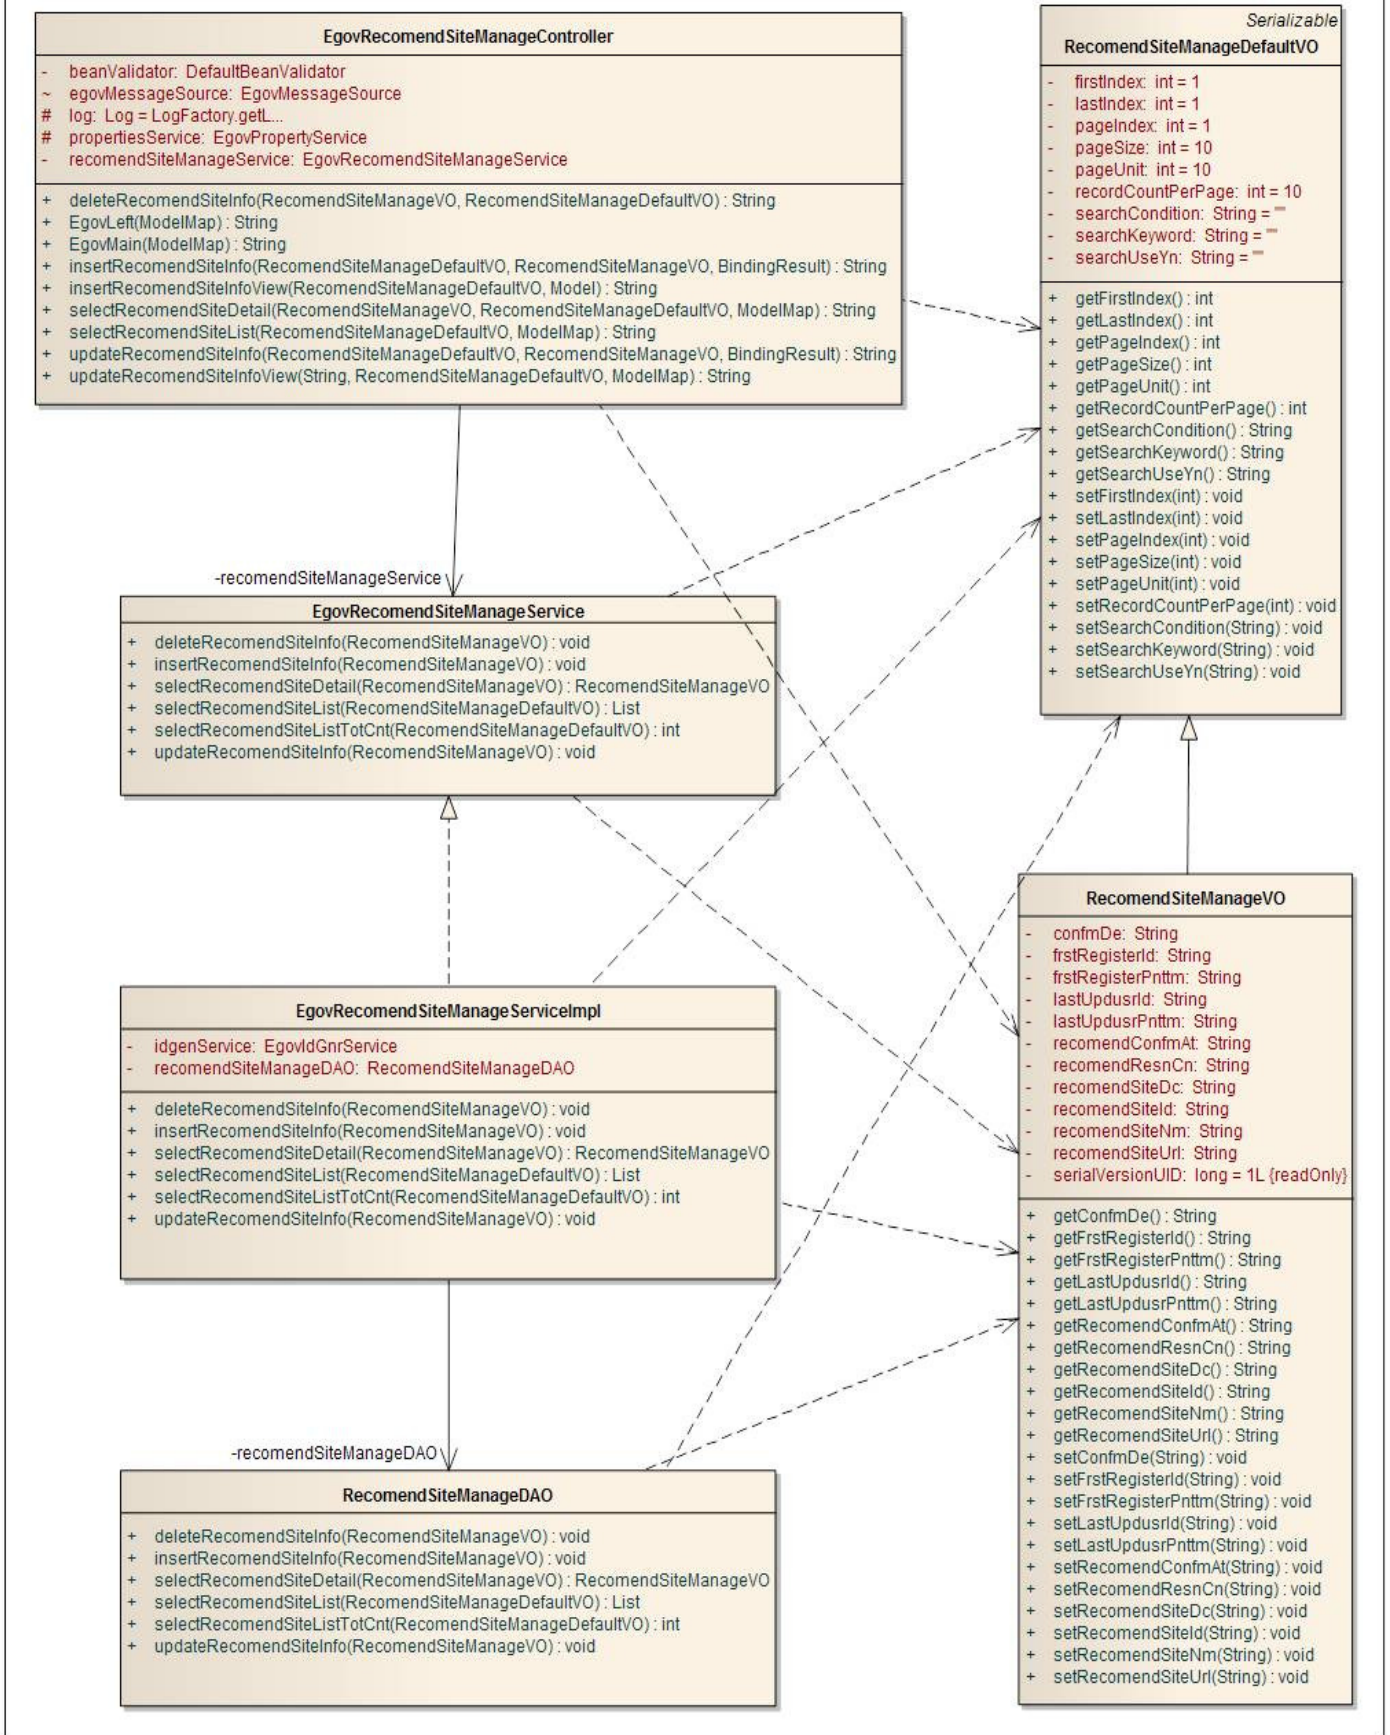 EgovRecomendSiteManageController
- beanValidator: DefaultBeanValidator
~ egovMessageSource: EgovMessageSource
# log: Log = LogFactory.getL...
# propertiesService: EgovPropertyService
- recomendSiteManageService: EgovRecomendSiteManageService
+ deleteRecomendSiteInfo(RecomendSiteManageVO, RecomendSiteManageDefaultVO) : String
+ EgovLeft(ModelMap) : String
+ EgovMain(ModelMap) : String
+ insertRecomendSiteInfo(RecomendSiteManageDefaultVO, RecomendSiteManageVO, BindingResult) : String
+ insertRecomendSiteInfoView(RecomendSiteManageDefaultVO, Model) : String
+ selectRecomendSiteDetail(RecomendSiteManageVO, RecomendSiteManageDefaultVO, ModelMap) : String
+ selectRecomendSiteList(RecomendSiteManageDefaultVO, ModelMap) : String
+ updateRecomendSiteInfo(RecomendSiteManageDefaultVO, RecomendSiteManageVO, BindingResult) : String
+ updateRecomendSiteInfoView(String, RecomendSiteManageDefaultVO, ModelMap) : String
Serializable
RecomendSiteManageDefaultVO
- firstIndex: int = 1
- lastIndex: int = 1
- pageIndex: int = 1
- pageSize: int = 10
- pageUnit: int = 10
- recordCountPerPage: int = 10
- searchCondition: String = ""
- searchKeyword: String = ""
- searchUseYn: String = ""
+ getFirstIndex() : int
+ getLastIndex() : int
+ getPageIndex() : int
+ getPageSize() : int
+ getPageUnit() : int
+ getRecordCountPerPage() : int
+ getSearchCondition() : String
+ getSearchKeyword() : String
+ getSearchUseYn() : String
+ setFirstIndex(int) : void
+ setLastIndex(int) : void
+ setPageIndex(int) : void
+ setPageSize(int) : void
+ setPageUnit(int) : void
+ setRecordCountPerPage(int) : void
+ setSearchCondition(String) : void
+ setSearchKeyword(String) : void
+ setSearchUseYn(String) : void
-recomendSiteManageService
EgovRecomendSiteManageService
+ deleteRecomendSiteInfo(RecomendSiteManageVO) : void
+ insertRecomendSiteInfo(RecomendSiteManageVO) : void
+ selectRecomendSiteDetail(RecomendSiteManageVO) : RecomendSiteManageVO
+ selectRecomendSiteList(RecomendSiteManageDefaultVO) : List
+ selectRecomendSiteListTotCnt(RecomendSiteManageDefaultVO) : int
+ updateRecomendSiteInfo(RecomendSiteManageVO) : void
EgovRecomendSiteManageServiceImpl
- idgenService: EgovIdGnrService
- recomendSiteManageDAO: RecomendSiteManageDAO
+ deleteRecomendSiteInfo(RecomendSiteManageVO) : void
+ insertRecomendSiteInfo(RecomendSiteManageVO) : void
+ selectRecomendSiteDetail(RecomendSiteManageVO) : RecomendSiteManageVO
+ selectRecomendSiteList(RecomendSiteManageDefaultVO) : List
+ selectRecomendSiteListTotCnt(RecomendSiteManageDefaultVO) : int
+ updateRecomendSiteInfo(RecomendSiteManageVO) : void
-recomendSiteManageDAO
RecomendSiteManageDAO
+ deleteRecomendSiteInfo(RecomendSiteManageVO) : void
+ insertRecomendSiteInfo(RecomendSiteManageVO) : void
+ selectRecomendSiteDetail(RecomendSiteManageVO) : RecomendSiteManageVO
+ selectRecomendSiteList(RecomendSiteManageDefaultVO) : List
+ selectRecomendSiteListTotCnt(RecomendSiteManageDefaultVO) : int
+ updateRecomendSiteInfo(RecomendSiteManageVO) : void
RecomendSiteManageVO
- confmDe: String
- frstRegisterId: String
- frstRegisterPnttm: String
- lastUpdusrId: String
- lastUpdusrPnttm: String
- recomendConfmAt: String
- recomendResnCn: String
- recomendSiteDc: String
- recomendSiteId: String
- recomendSiteNm: String
- recomendSiteUrl: String
- serialVersionUID: long = 1L {readOnly}
+ getConfmDe() : String
+ getFrstRegisterId() : String
+ getFrstRegisterPnttm() : String
+ getLastUpdusrId() : String
+ getLastUpdusrPnttm() : String
+ getRecomendConfmAt() : String
+ getRecomendResnCn() : String
+ getRecomendSiteDc() : String
+ getRecomendSiteId() : String
+ getRecomendSiteNm() : String
+ getRecomendSiteUrl() : String
+ setConfmDe(String) : void
+ setFrstRegisterId(String) : void
+ setFrstRegisterPnttm(String) : void
+ setLastUpdusrId(String) : void
+ setLastUpdusrPnttm(String) : void
+ setRecomendConfmAt(String) : void
+ setRecomendResnCn(String) : void
+ setRecomendSiteDc(String) : void
+ setRecomendSiteId(String) : void
+ setRecomendSiteNm(String) : void
+ setRecomendSiteUrl(String) : void